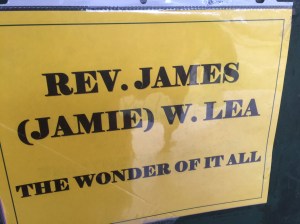 REV. JAMES
(JAMIE) W. LEA
THE WONDER OF IT ALL